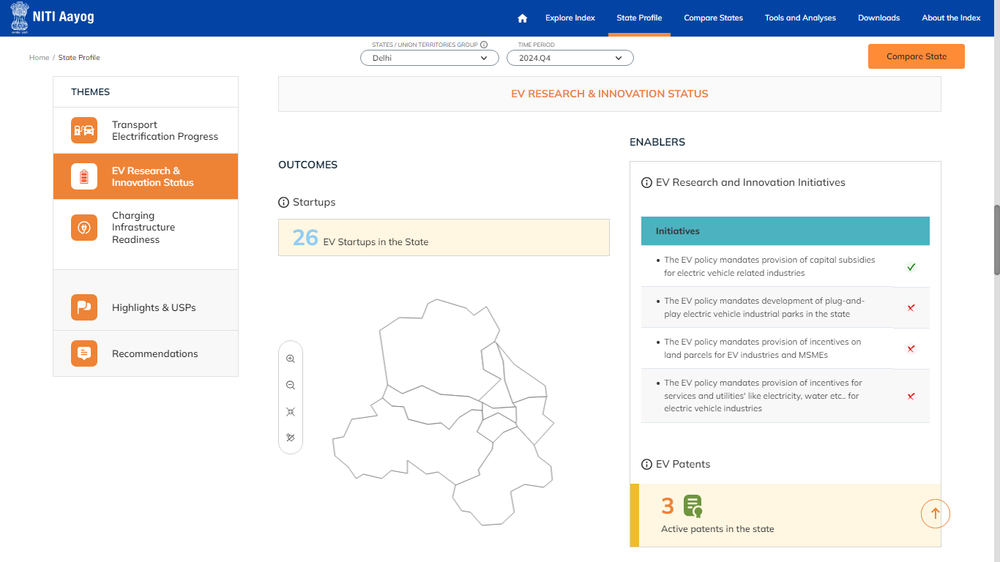 NITI Aayog
Explore Index
State Profile
Compare States
Tools and Analyses
Downloads
About the Index
Home / State Profile
STATES / UNION TERRITORIES GROUP
Delhi
TIME PERIOD
2024.Q4
Compare State
THEMES
Transport
Electrification Progress
EV Research &
Innovation Status
Charging
Infrastructure
Readiness
Highlights & USPs
Recommendations
EV RESEARCH & INNOVATION STATUS
OUTCOMES
Startups
26 EV Startups in the State
ENABLERS
EV Research and Innovation Initiatives
Initiatives
• The EV policy mandates provision of capital subsidies
for electric vehicle related industries
• The EV policy mandates development of plug-and-
play electric vehicle industrial parks in the state
• The EV policy mandates provision of incentives on
land parcels for EV industries and MSMEs
• The EV policy mandates provision of incentives for
services and utilities' like electricity, water etc.. for
electric vehicle industries
EV Patents
3
Active patents in the state